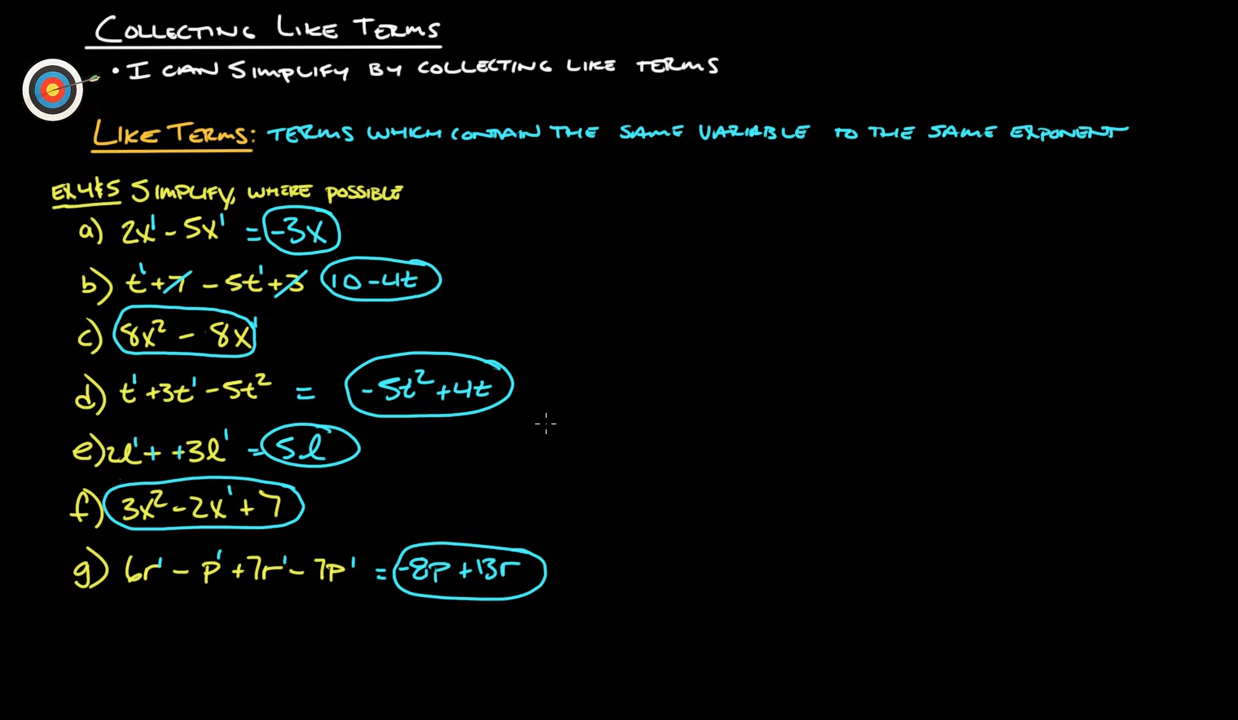 COLLECTING LIKE TERMS
• I CAN SIMPLIFY BY COLLECTING LIKE TERMS
LIKE TERMS: TERMS WHICH CONTAIN THE SAME VARIABLE TO THE SAME EXPONENT
EX 4+5 SIMPLIFY, WHERE POSSIBLE
a) 2x¹ - 5x¹ = -3x
b) t¹ + 7 - 5t¹ + 3 10 - 4t
c) 8x² - 8x¹
d) t¹ + 3t¹ - 5t² = -5t² + 4t
e) 2l¹ + +3l¹ = 5l
f) 3x² - 2x¹ + 7
g) 6r¹ - p¹ + 7r¹ - 7p¹ = -8p + 13r